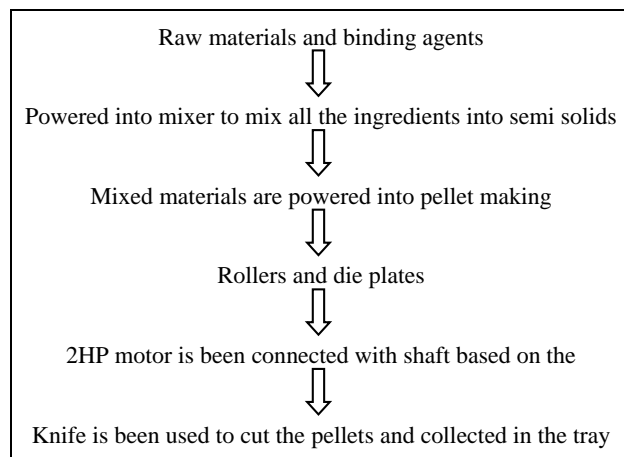 Raw materials and binding agents
Powered into mixer to mix all the ingredients into semi solids
Mixed materials are powered into pellet making
Rollers and die plates
2HP motor is been connected with shaft based on the
Knife is been used to cut the pellets and collected in the tray